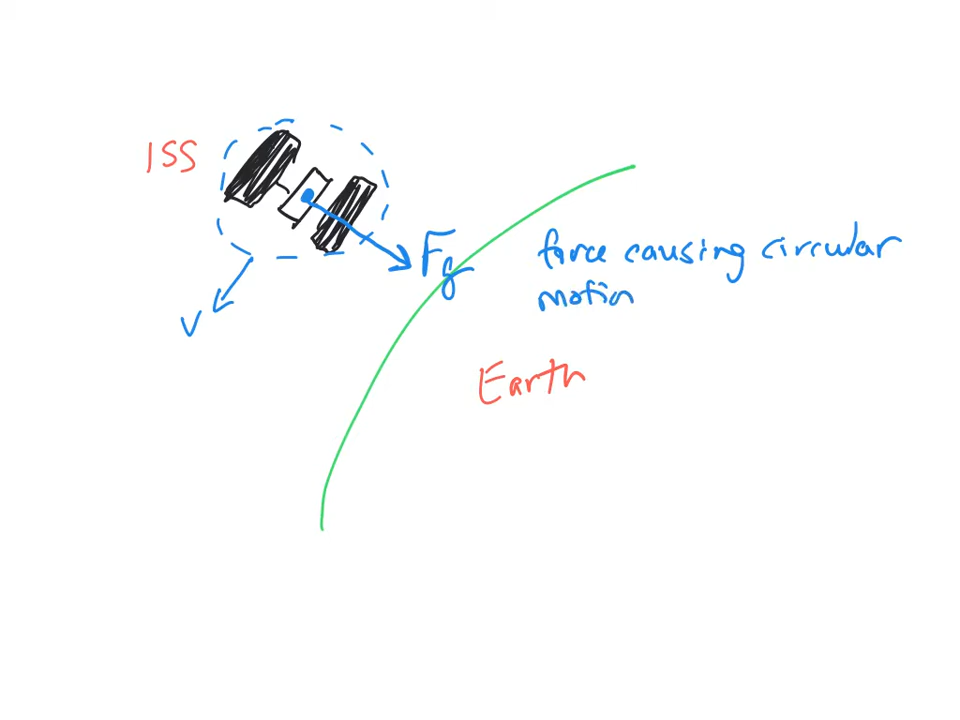 ISS
Fg
force causing circular
motion
v
Earth